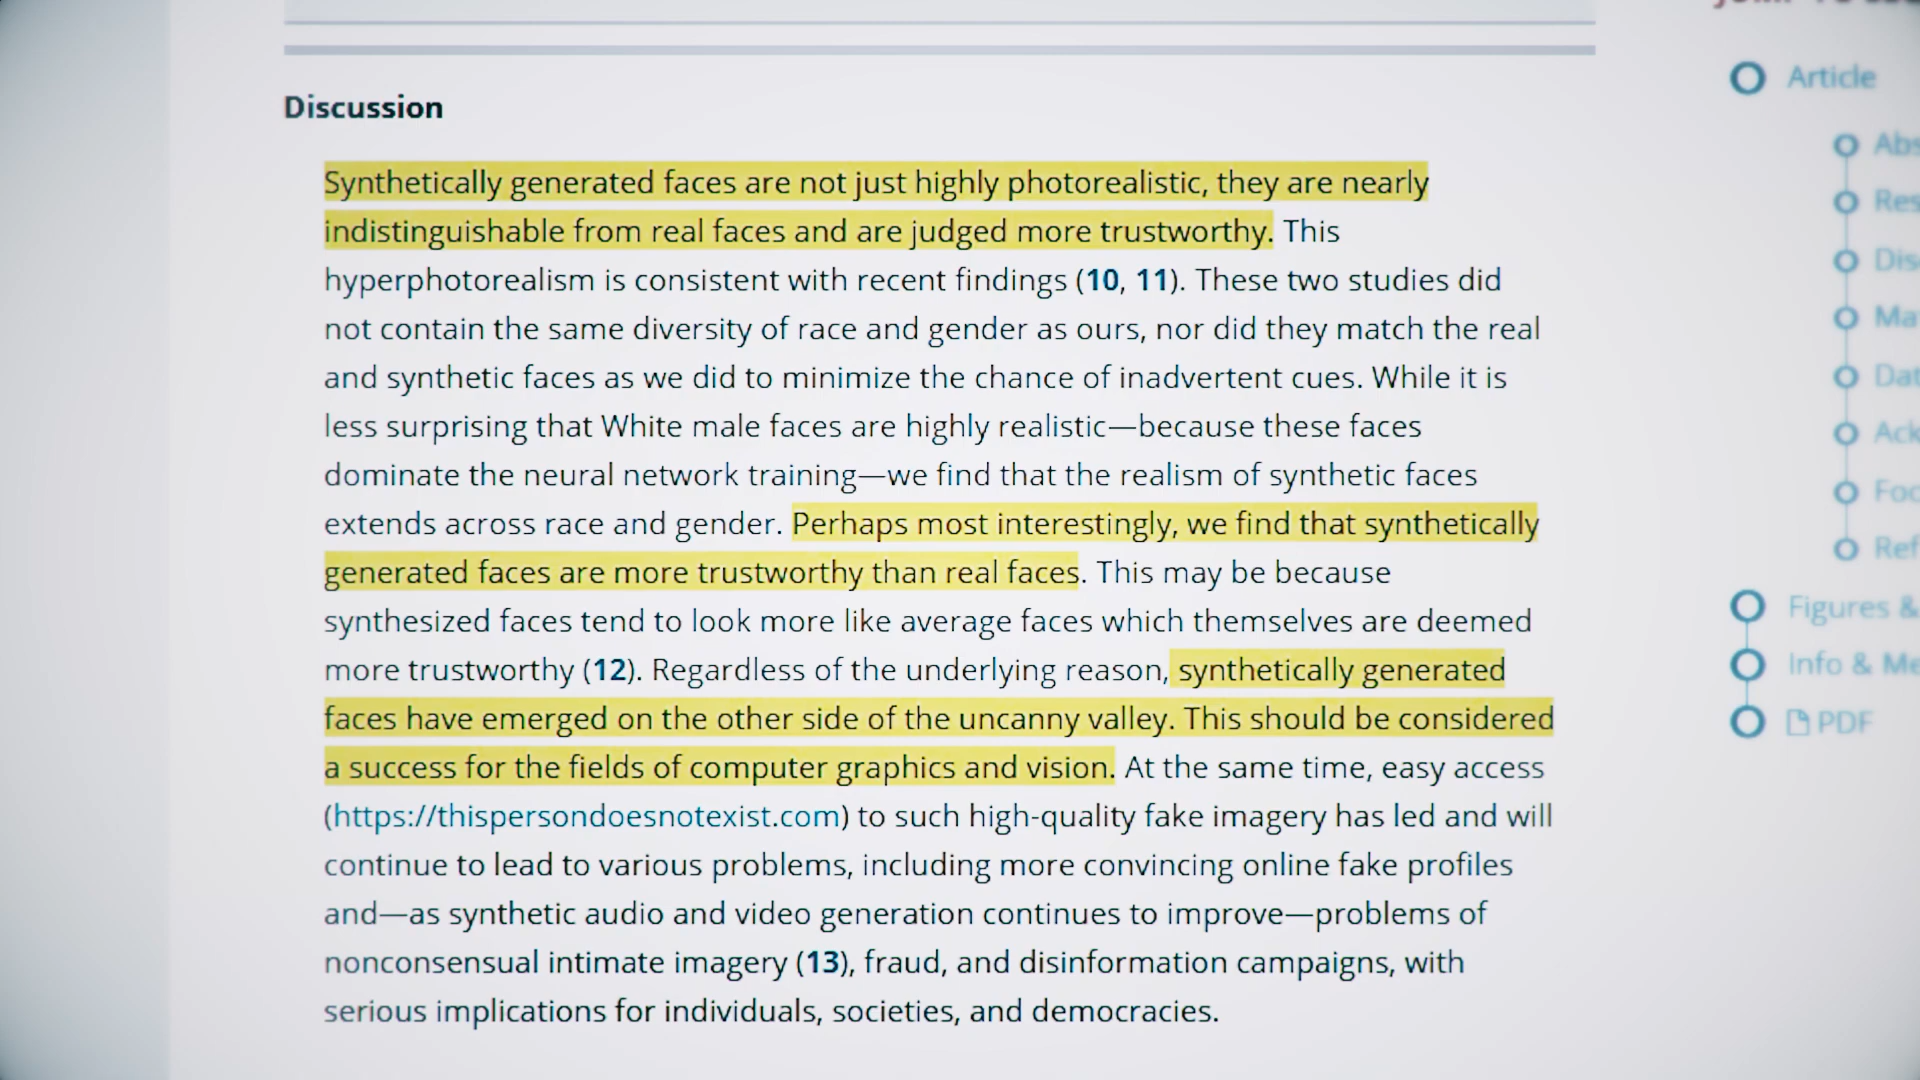 Discussion
Synthetically generated faces are not just highly photorealistic, they are nearly
indistinguishable from real faces and are judged more trustworthy. This
hyperphotorealism is consistent with recent findings (10, 11). These two studies did
not contain the same diversity of race and gender as ours, nor did they match the real
and synthetic faces as we did to minimize the chance of inadvertent cues. While it is
less surprising that White male faces are highly realistic—because these faces
dominate the neural network training—we find that the realism of synthetic faces
extends across race and gender. Perhaps most interestingly, we find that synthetically
generated faces are more trustworthy than real faces. This may be because
synthesized faces tend to look more like average faces which themselves are deemed
more trustworthy (12). Regardless of the underlying reason, synthetically generated
faces have emerged on the other side of the uncanny valley. This should be considered
a success for the fields of computer graphics and vision. At the same time, easy access
(https://thispersondoesnotexist.com) to such high-quality fake imagery has led and will
continue to lead to various problems, including more convincing online fake profiles
and—as synthetic audio and video generation continues to improve—problems of
nonconsensual intimate imagery (13), fraud, and disinformation campaigns, with
serious implications for individuals, societies, and democracies.
Article
Abs
Res
Dis
Ma
Dat
Ack
Foo
Ref
Figures &
Info & Me
PDF